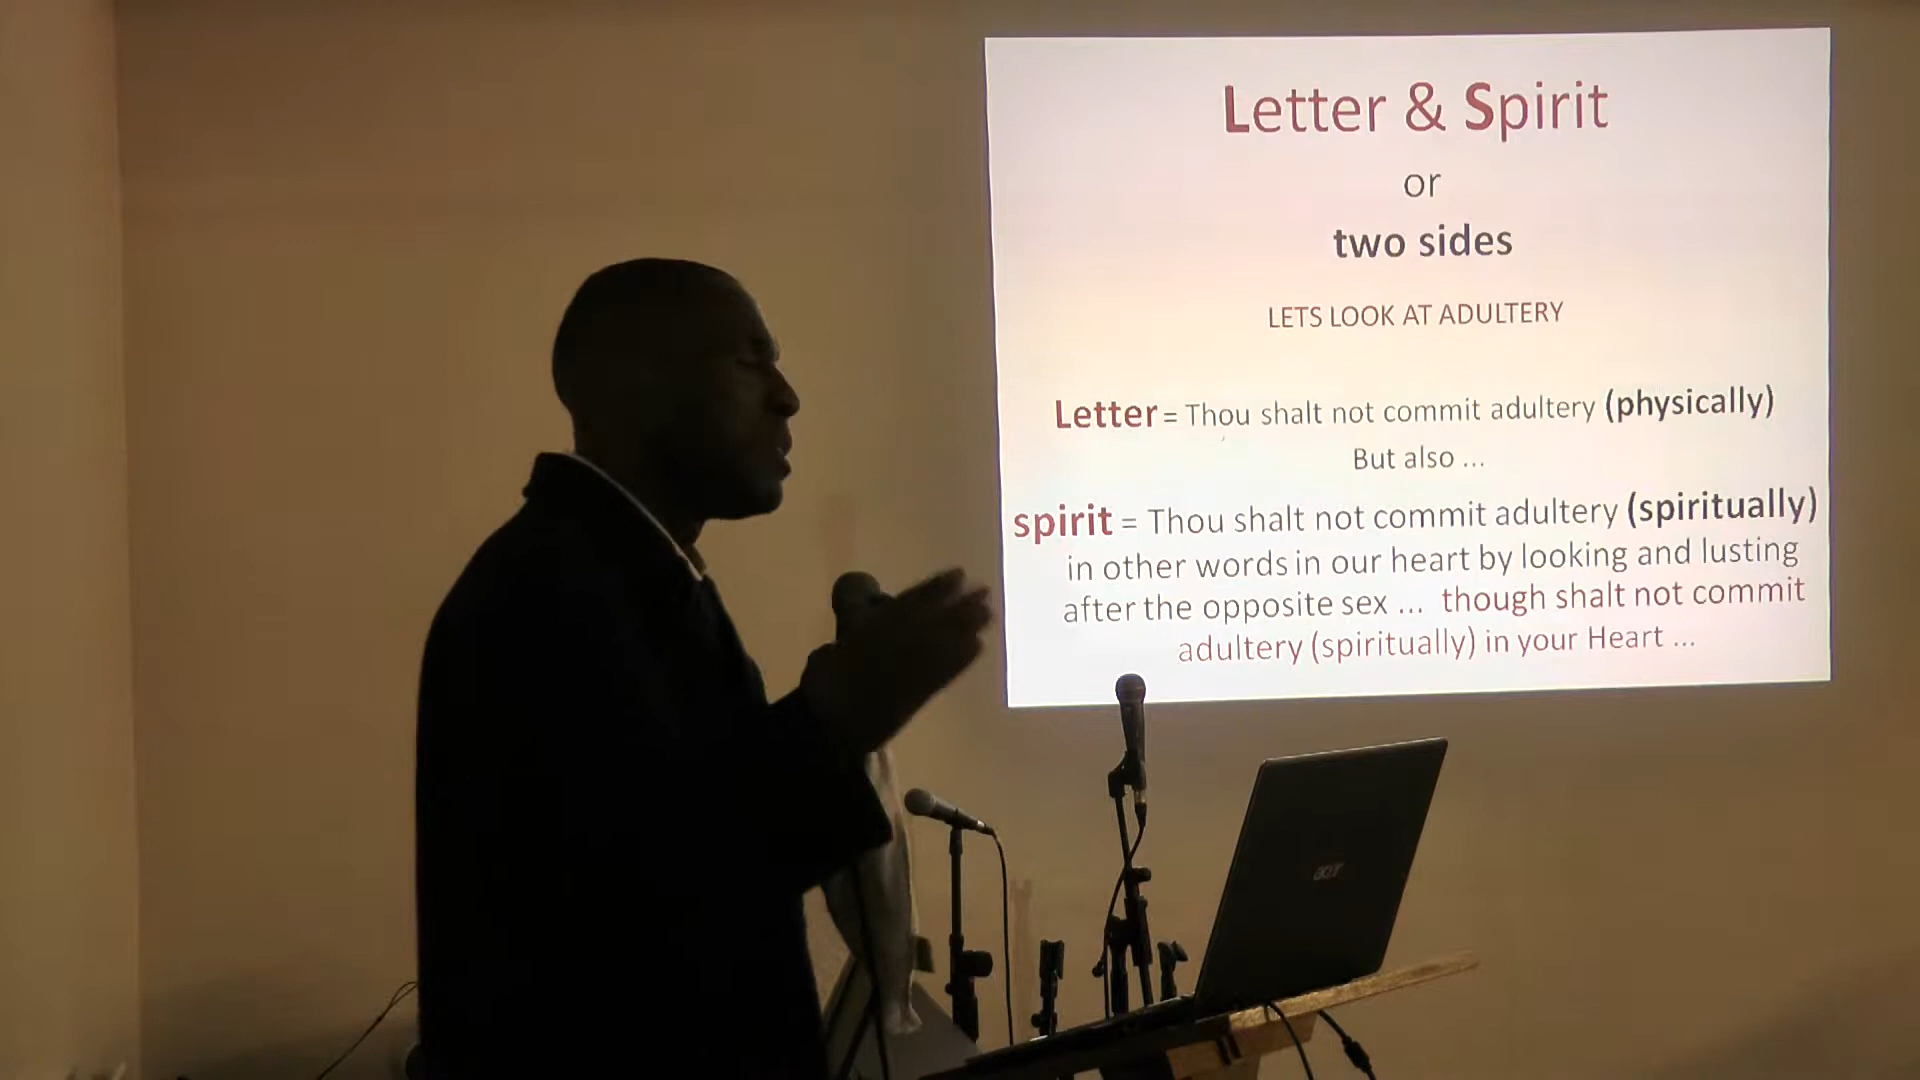 Letter & Spirit
or
two sides
LETS LOOK AT ADULTERY
Letter = Thou shalt not commit adultery (physically)
But also ...
spirit = Thou shalt not commit adultery (spiritually)
in other words in our heart by looking and lusting
after the opposite sex ... though shalt not commit
adultery (spiritually) in your Heart ...
acer